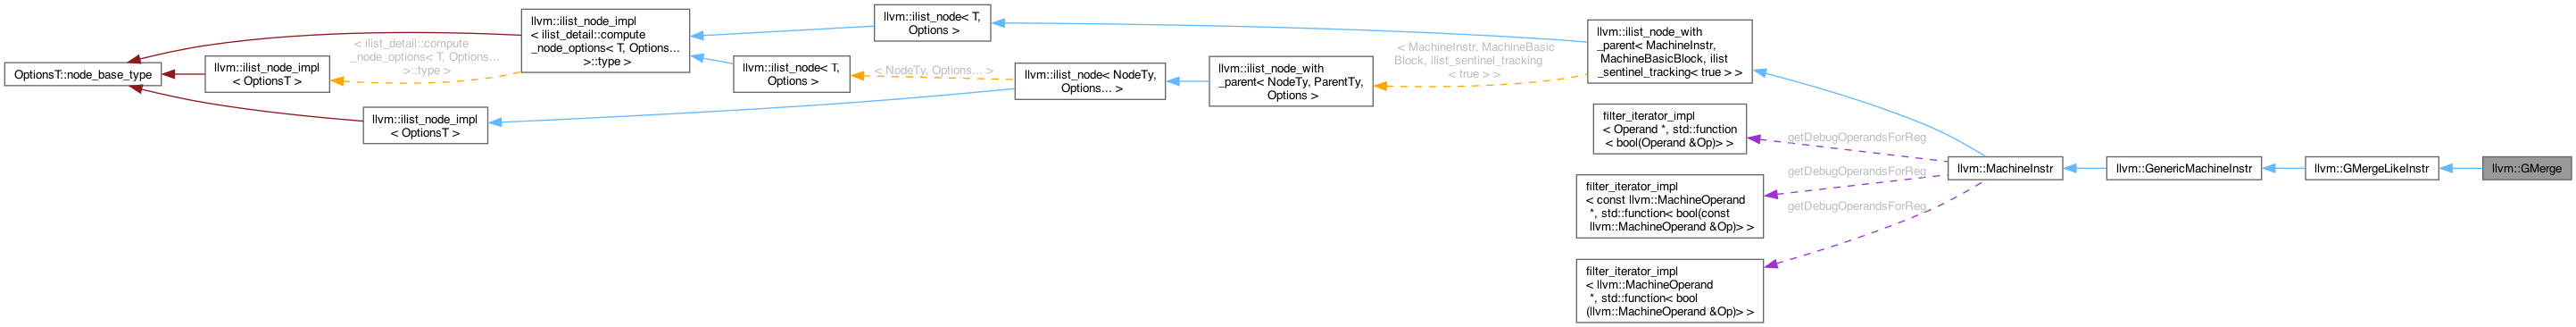 OptionsT::node_base_type
llvm::ilist_node_impl
< OptionsT >
< ilist_detail::compute
_node_options< T, Options...
>::type >
llvm::ilist_node_impl
< OptionsT >
llvm::ilist_node_impl
< ilist_detail::compute
_node_options< T, Options...
>::type >
llvm::ilist_node< T,
Options >
llvm::ilist_node< T,
Options >
< NodeTy, Options... >
llvm::ilist_node< NodeTy,
Options... >
llvm::ilist_node_with
_parent< NodeTy, ParentTy,
Options >
< MachineInstr, MachineBasic
Block, ilist_sentinel_tracking
< true > >
llvm::ilist_node_with
_parent< MachineInstr,
MachineBasicBlock, ilist
_sentinel_tracking< true > >
filter_iterator_impl
< Operand *, std::function
< bool(Operand &Op)> >
filter_iterator_impl
< const llvm::MachineOperand
*, std::function< bool(const
llvm::MachineOperand &Op)> >
filter_iterator_impl
< llvm::MachineOperand
*, std::function< bool
(llvm::MachineOperand &Op)> >
getDebugOperandsForReg
getDebugOperandsForReg
getDebugOperandsForReg
llvm::MachineInstr
llvm::GenericMachineInstr
llvm::GMergeLikeInstr
llvm::GMerge